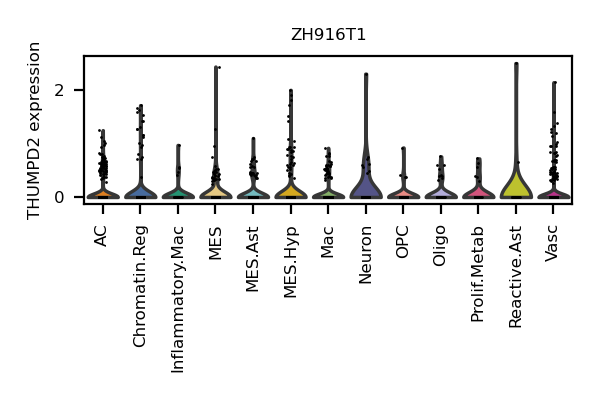 ZH916T1
THUMPD2 expression
2
0
AC
Chromatin.Reg
Inflammatory.Mac
MES
MES.Ast
MES.Hyp
Mac
Neuron
OPC
Oligo
Prolif.Metab
Reactive.Ast
Vasc